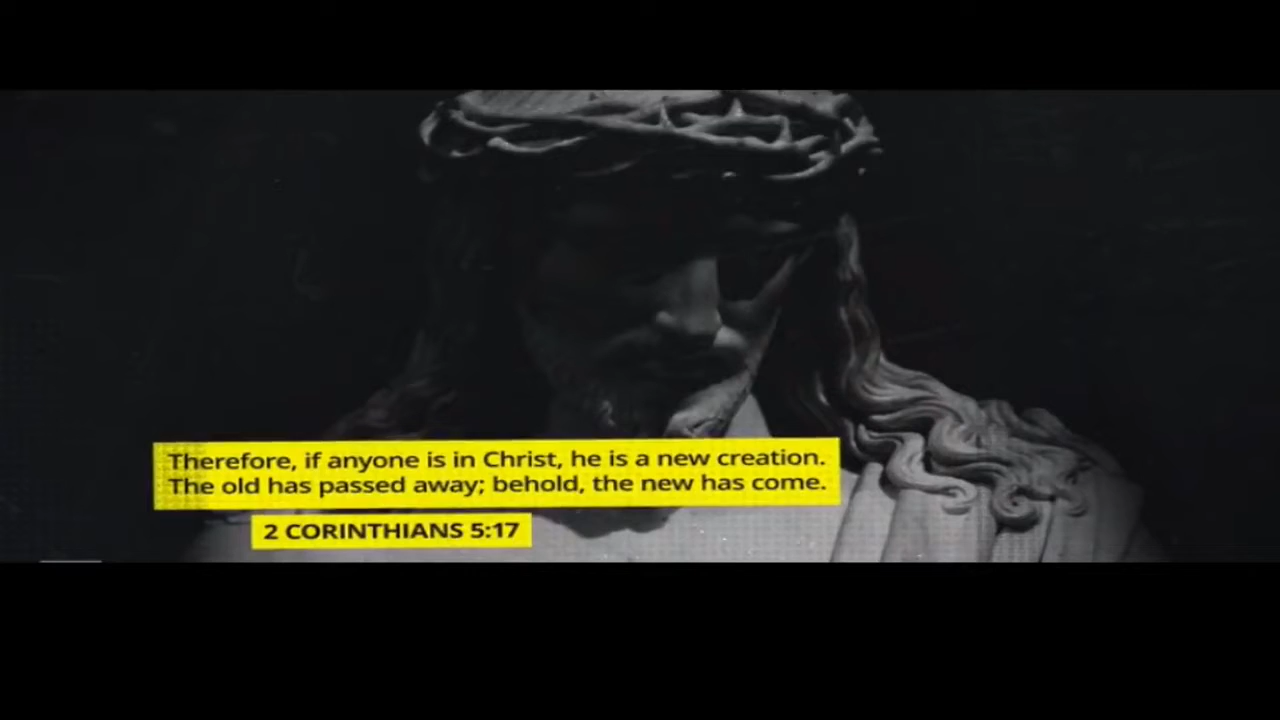 Therefore, if anyone is in Christ, he is a new creation.
The old has passed away; behold, the new has come.
2 CORINTHIANS 5:17